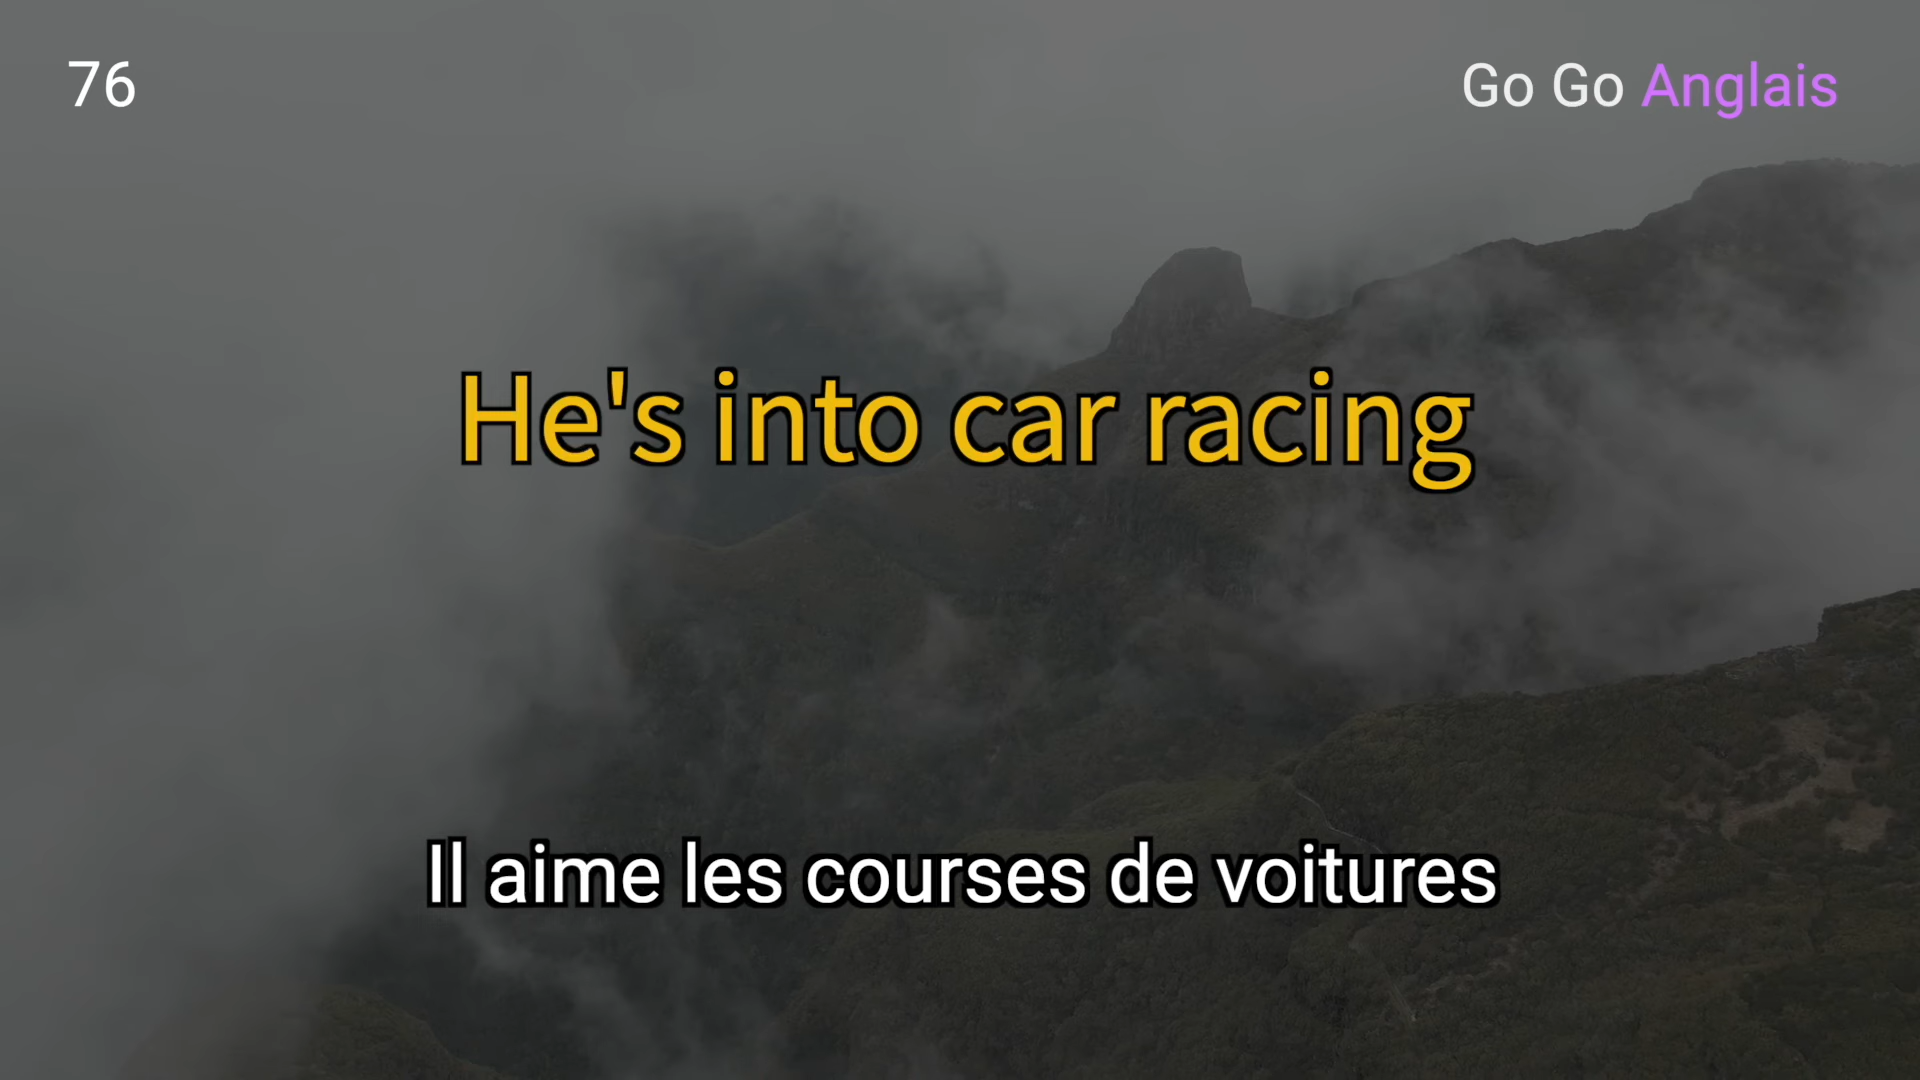 76
Go Go Anglais
He's into car racing
Il aime les courses de voitures